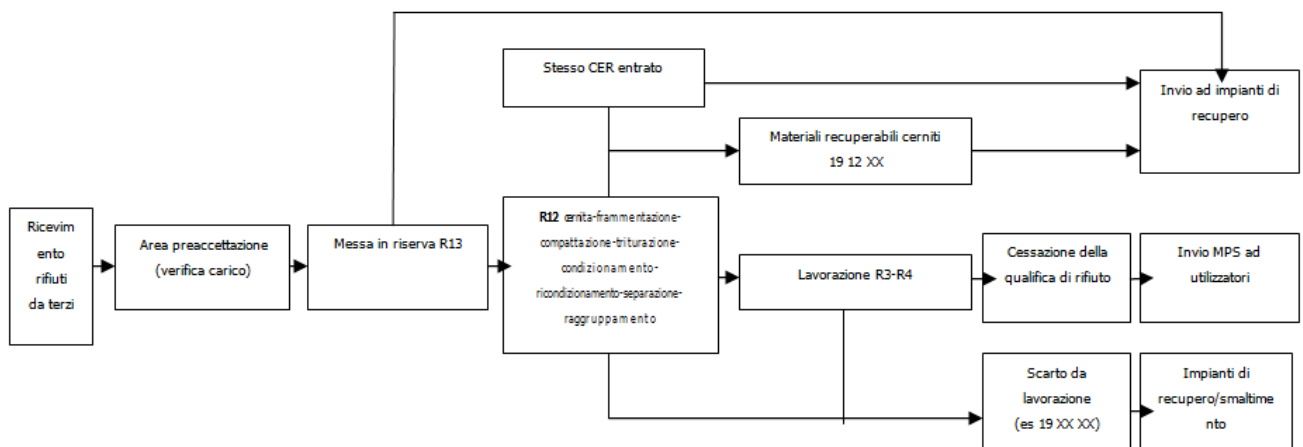 Stesso CER entrato
Invio ad impianti di
recupero
Materiali recuperabili cerniti
19 12 XX
Ricevim
ento
rifiuti
da terzi
Area preaccettazione
(verifica carico)
Messa in riserva R13
R12 cernita-frammentazione-
compattazione-triturazione-
condizionamento-
ricondizionamento-separazione-
raggruppamento
Lavorazione R3-R4
Cessazione della
qualifica di rifiuto
Invio MPS ad
utilizzatori
Scarto da
lavorazione
(es 19 XX XX)
Impianti di
recupero/smaltime
nto